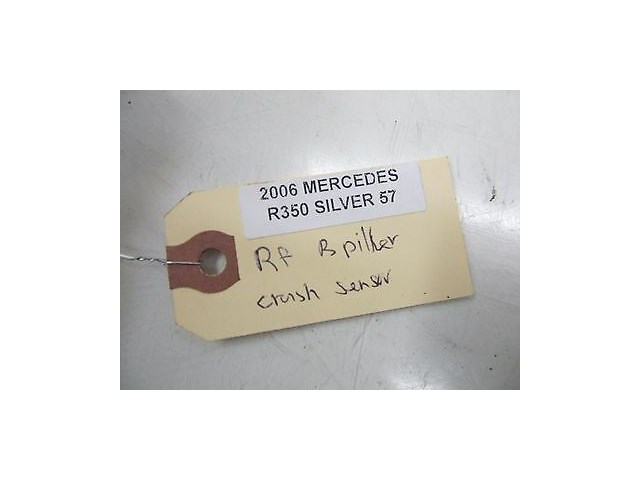 2006 MERCEDES
R350 SILVER 57
Rf B piller
crash sensor